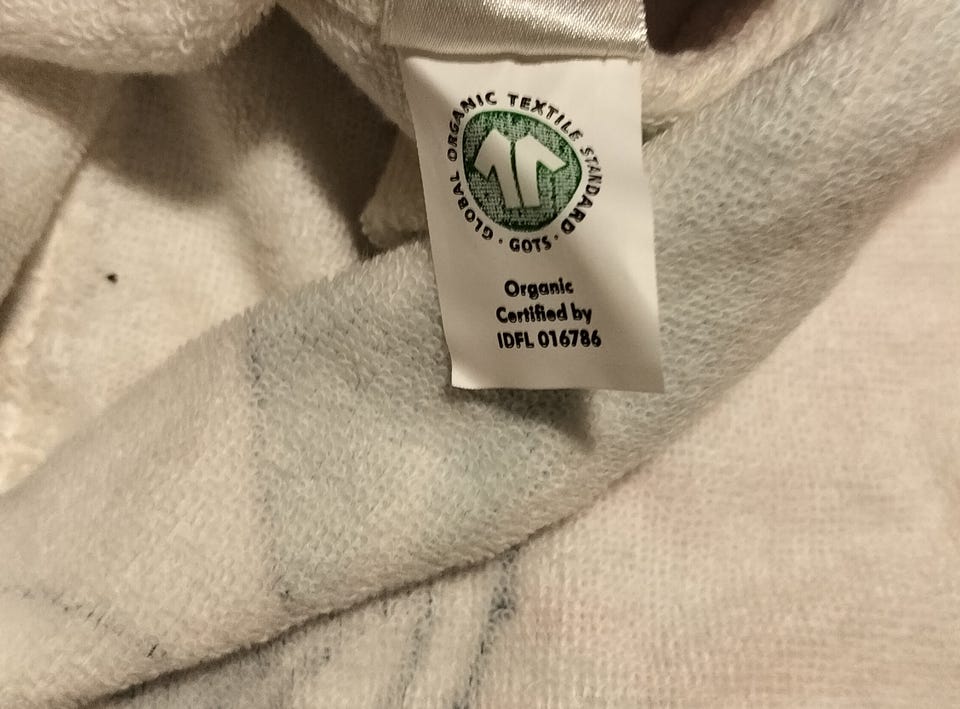 GLOBAL ORGANIC TEXTILE STANDARD · GOTS ·
Organic
Certified by
IDFL 016786